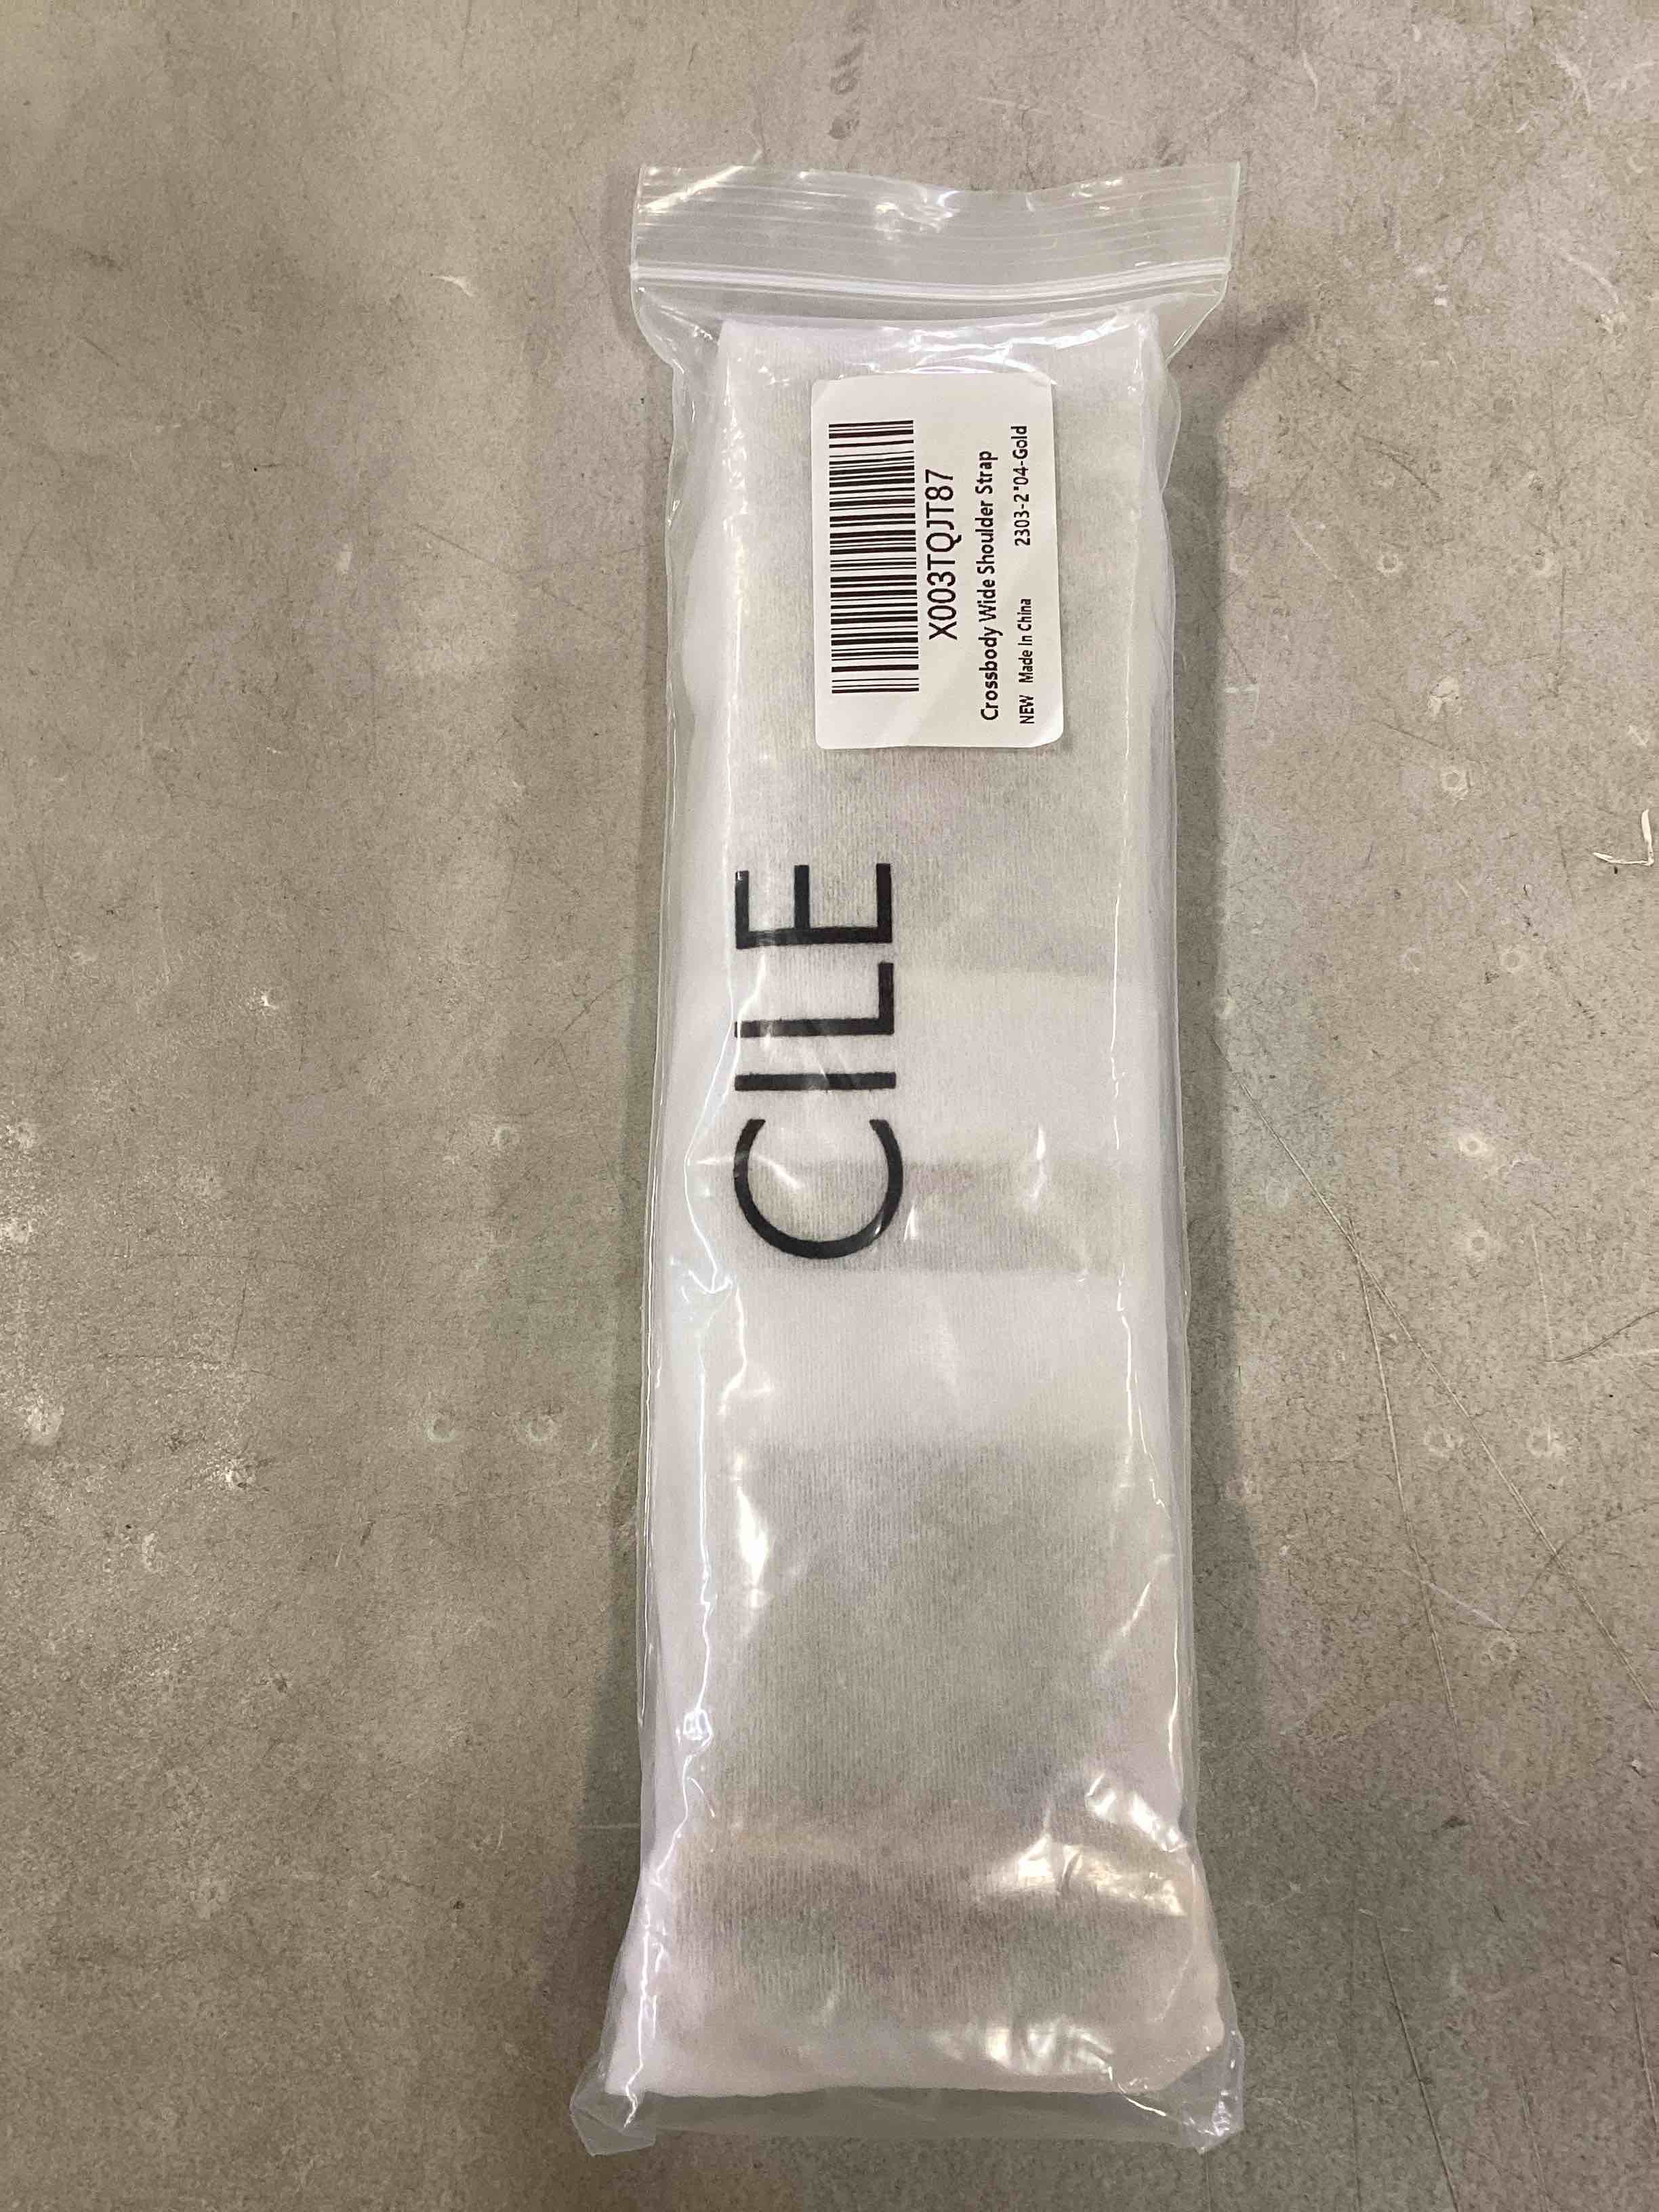 X003TQJT87
Crossbody Wide Shoulder Strap
NEW Made In China 2303-2"04-Gold
CILE